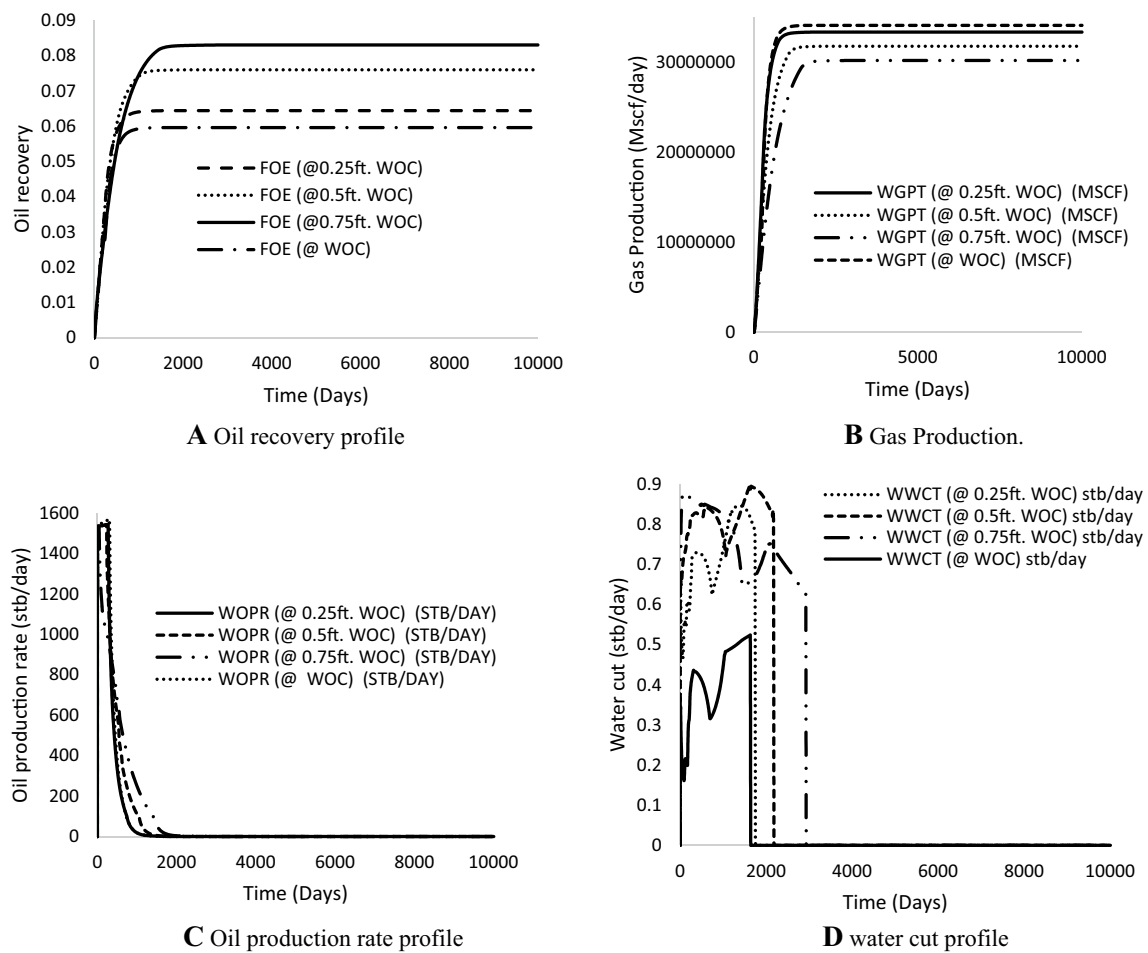 0.09
0.08
0.07
0.06
0.05
0.04
0.03
0.02
0.01
0
Oil recovery
FOE (@0.25ft. WOC)
FOE (@0.5ft. WOC)
FOE (@0.75ft. WOC)
FOE (@ WOC)
0 2000 4000 6000 8000 10000
Time (Days)
A Oil recovery profile
30000000
20000000
10000000
0
Gas Production (Mscf/day)
WGPT (@ 0.25ft. WOC) (MSCF)
WGPT (@ 0.5ft. WOC) (MSCF)
WGPT (@ 0.75ft. WOC) (MSCF)
WGPT (@ WOC) (MSCF)
0 5000 10000
Time (Days)
B Gas Production.
1600
1400
1200
1000
800
600
400
200
0
Oil production rate (stb/day)
WOPR (@ 0.25ft. WOC) (STB/DAY)
WOPR (@ 0.5ft. WOC) (STB/DAY)
WOPR (@ 0.75ft. WOC) (STB/DAY)
WOPR (@ WOC) (STB/DAY)
0 2000 4000 6000 8000 10000
Time (Days)
C Oil production rate profile
0.9
0.8
0.7
0.6
0.5
0.4
0.3
0.2
0.1
0
Water cut (stb/day)
WWCT (@ 0.25ft. WOC) stb/day
WWCT (@ 0.5ft. WOC) stb/day
WWCT (@ 0.75ft. WOC) stb/day
WWCT (@ WOC) stb/day
0 2000 4000 6000 8000 10000
Time (Days)
D water cut profile